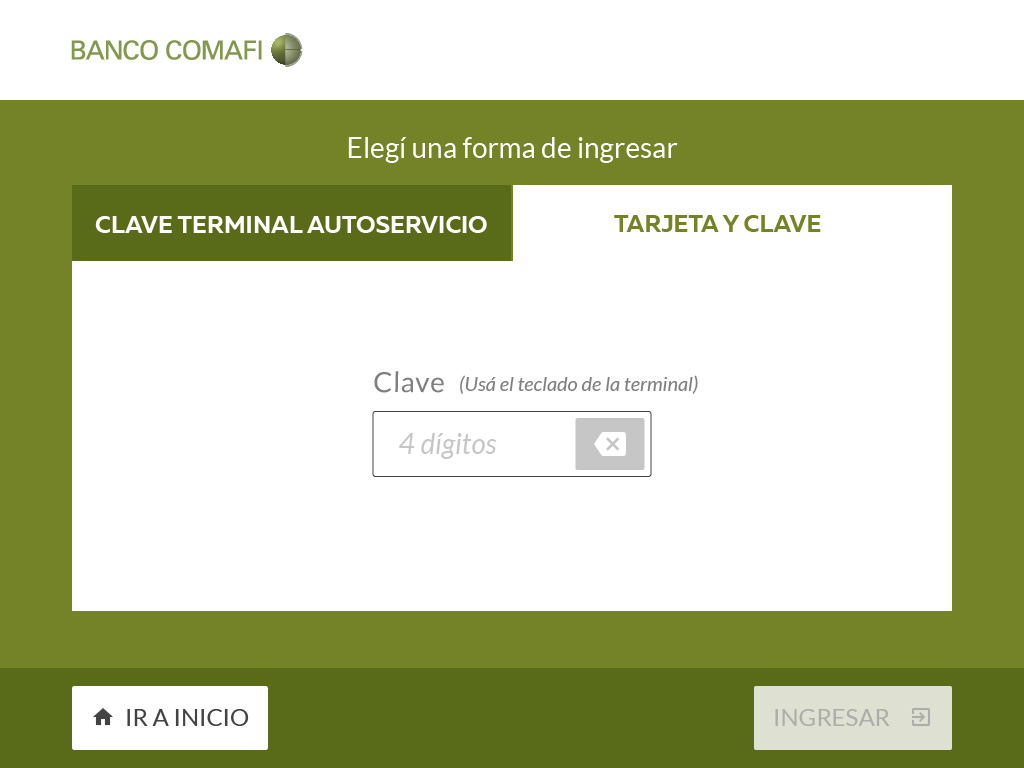 BANCO COMAFI
Elegí una forma de ingresar
CLAVE TERMINAL AUTOSERVICIO
TARJETA Y CLAVE
Clave (Usá el teclado de la terminal)
4 dígitos
IR A INICIO
INGRESAR